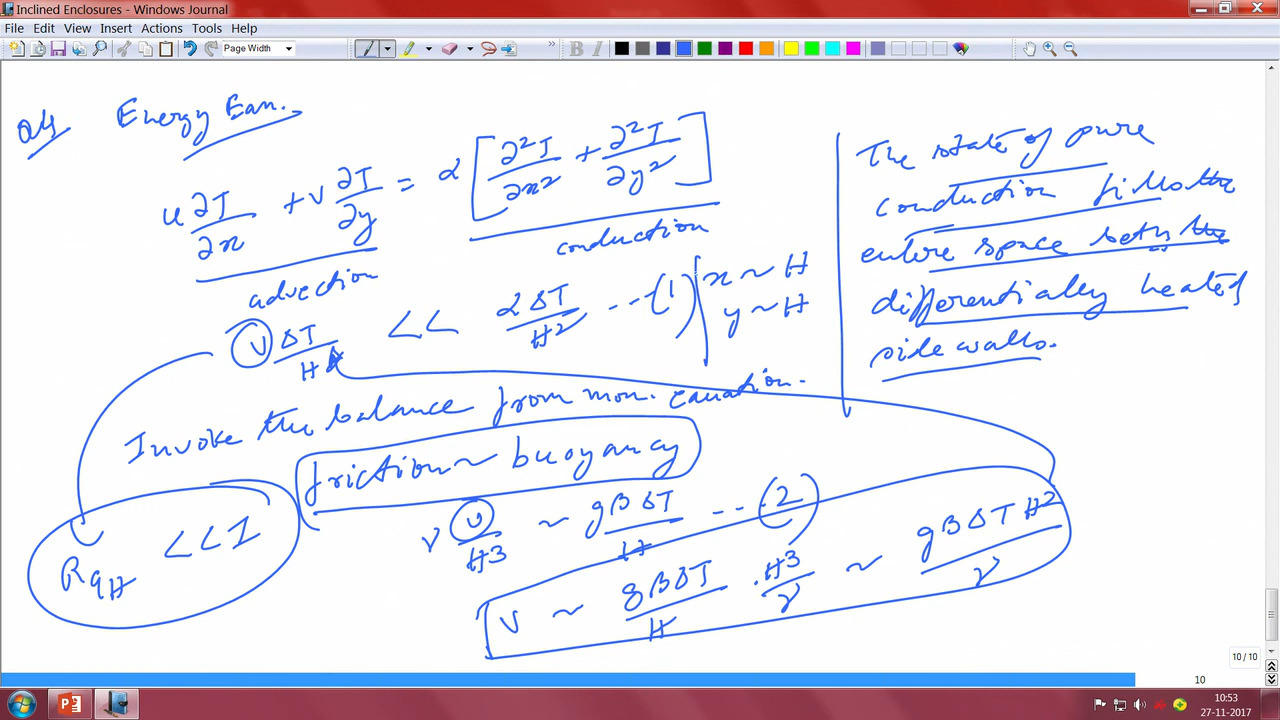 Inclined Enclosures - Windows Journal
File Edit View Insert Actions Tools Help
Page Width
B I
Q4 Energy Eqn.
u ∂T/∂x + v ∂T/∂y = α [∂²T/∂x² + ∂²T/∂y²]
advection conduction
v ΔT/H << α ΔT/H² --- (1) | x ~ H
y ~ H
Invoke the balance from mom. equation.
friction ~ buoyancy
ν v/H³ ~ gβΔT/H --- (2)
v ~ gβΔT/H . H³/ν ~ gβΔT H²/ν
RaH << 1
The state of pure
conduction fills the
entire space betn the
differentially heated
side walls.
10 / 10
10
10:53
27-11-2017